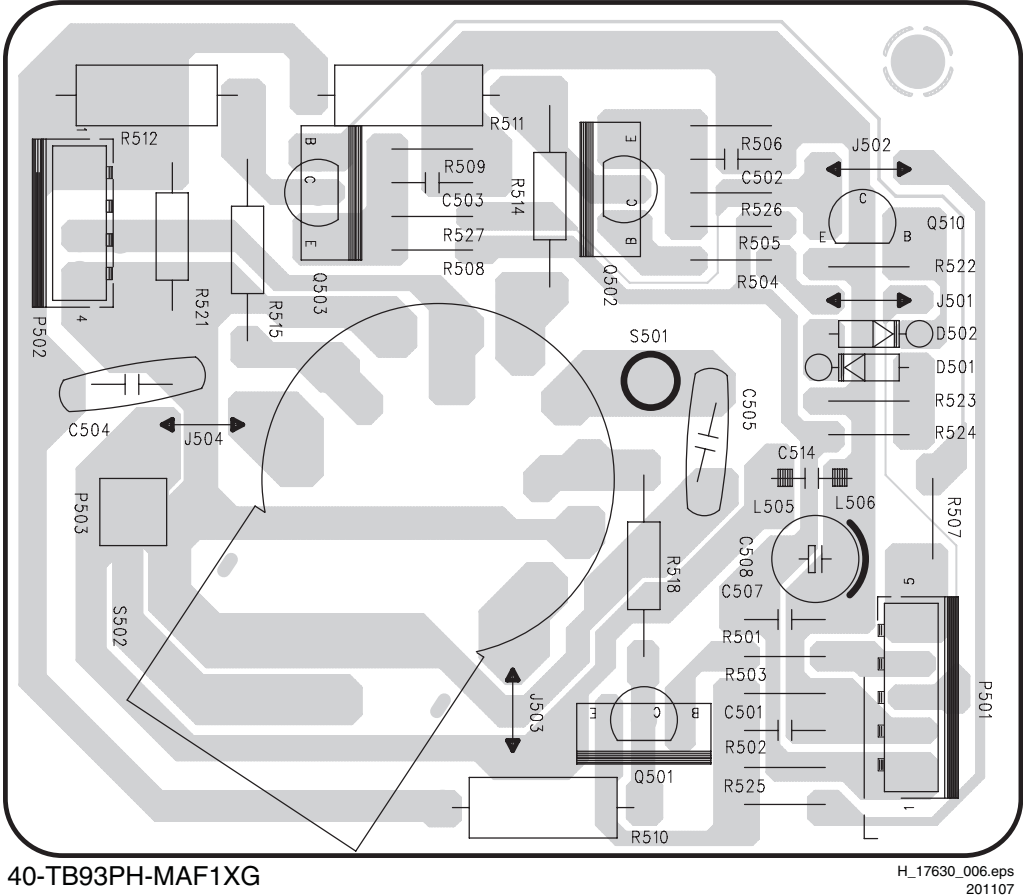 R512
R511
1
B
E
R506
J502
R509
C
R514
C502
C
C503
C
R526
Q510
R527
E
B
E
B
R505
R508
R504
R522
Q503
Q502
R521
R515
J501
4
P502
S501
D502
D501
C505
R523
C504
J504
R524
C514
P503
L505
L506
R507
C508
R518
C507
5
S502
R501
R503
J503
P501
E
C
B
C501
R502
Q501
R525
1
R510
40-TB93PH-MAF1XG
H_17630_006.eps
201107